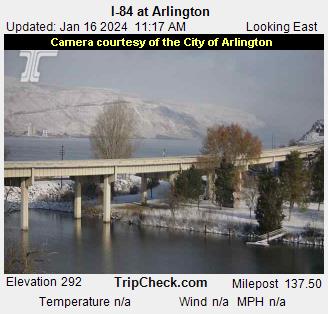 I-84 at Arlington
Updated: Jan 16 2024 11:17 AM Looking East
Camera courtesy of the City of Arlington
Elevation 292 TripCheck.com Milepost 137.50
Temperature n/a Wind n/a MPH n/a